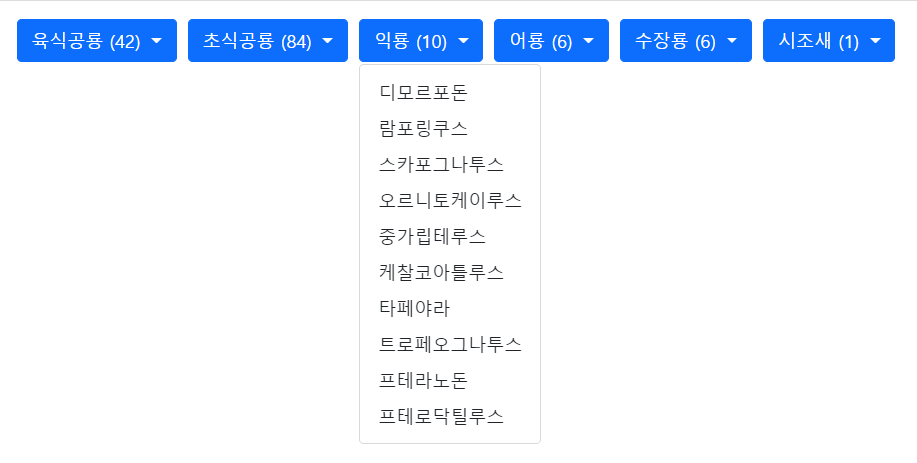 육식공룡 (42) 초식공룡 (84) 익룡 (10) 어룡 (6) 수장룡 (6) 시조새 (1)
디모르포돈
람포링쿠스
스카포그나투스
오르니토케이루스
중가립테루스
케찰코아틀루스
타페야라
트로페오그나투스
프테라노돈
프테로닥틸루스